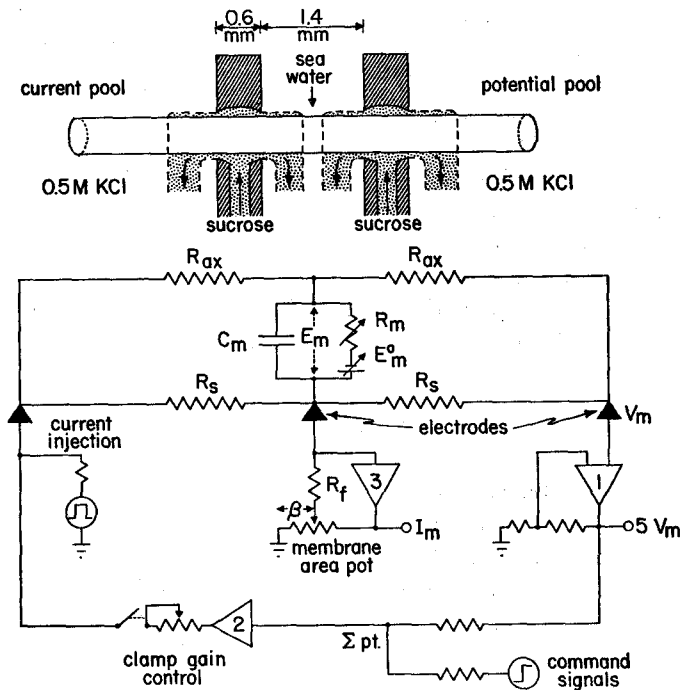 0.6 mm
1.4 mm
sea water
current pool
potential pool
0.5 M KCl
0.5 M KCl
sucrose
sucrose
Rax
Rax
Cm
Em
Rm
E°m
Rs
Rs
current injection
electrodes
Vm
3
1
Rf
β
Im
5 Vm
membrane area pot
2
Σ pt.
clamp gain control
command signals